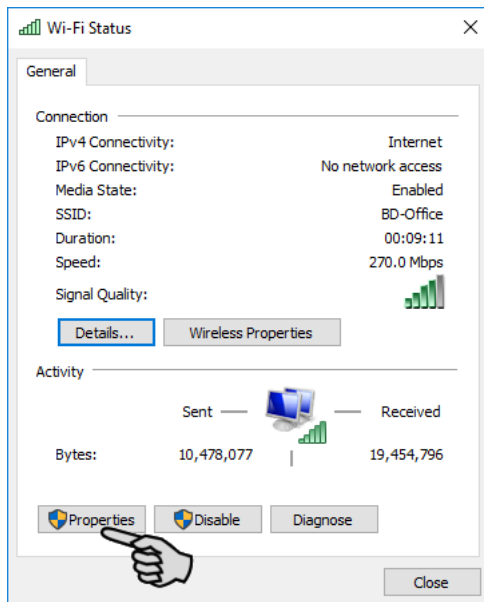 Wi-Fi Status
General
Connection
IPv4 Connectivity: Internet
IPv6 Connectivity: No network access
Media State: Enabled
SSID: BD-Office
Duration: 00:09:11
Speed: 270.0 Mbps
Signal Quality:
Details... Wireless Properties
Activity
Sent Received
Bytes: 10,478,077 19,454,796
Properties Disable Diagnose
Close